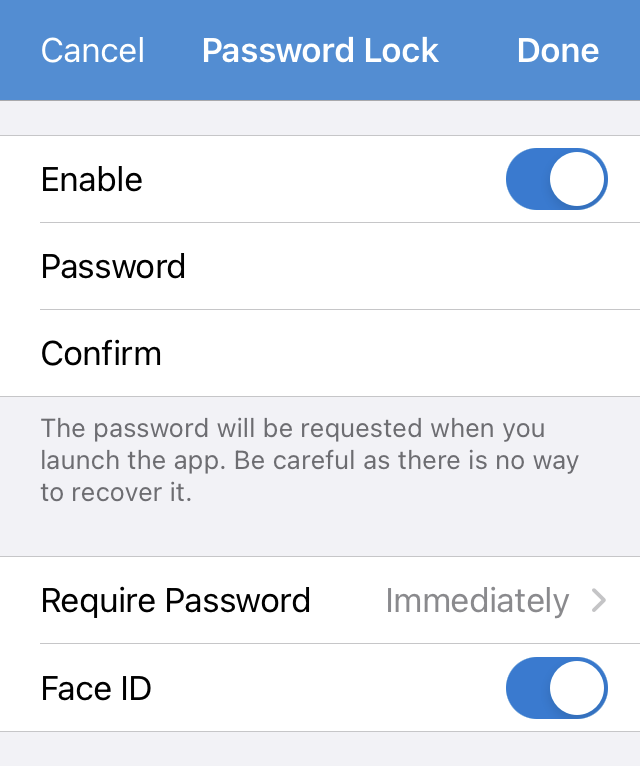 Cancel Password Lock Done
Enable
Password
Confirm
The password will be requested when you
launch the app. Be careful as there is no way
to recover it.
Require Password Immediately
Face ID